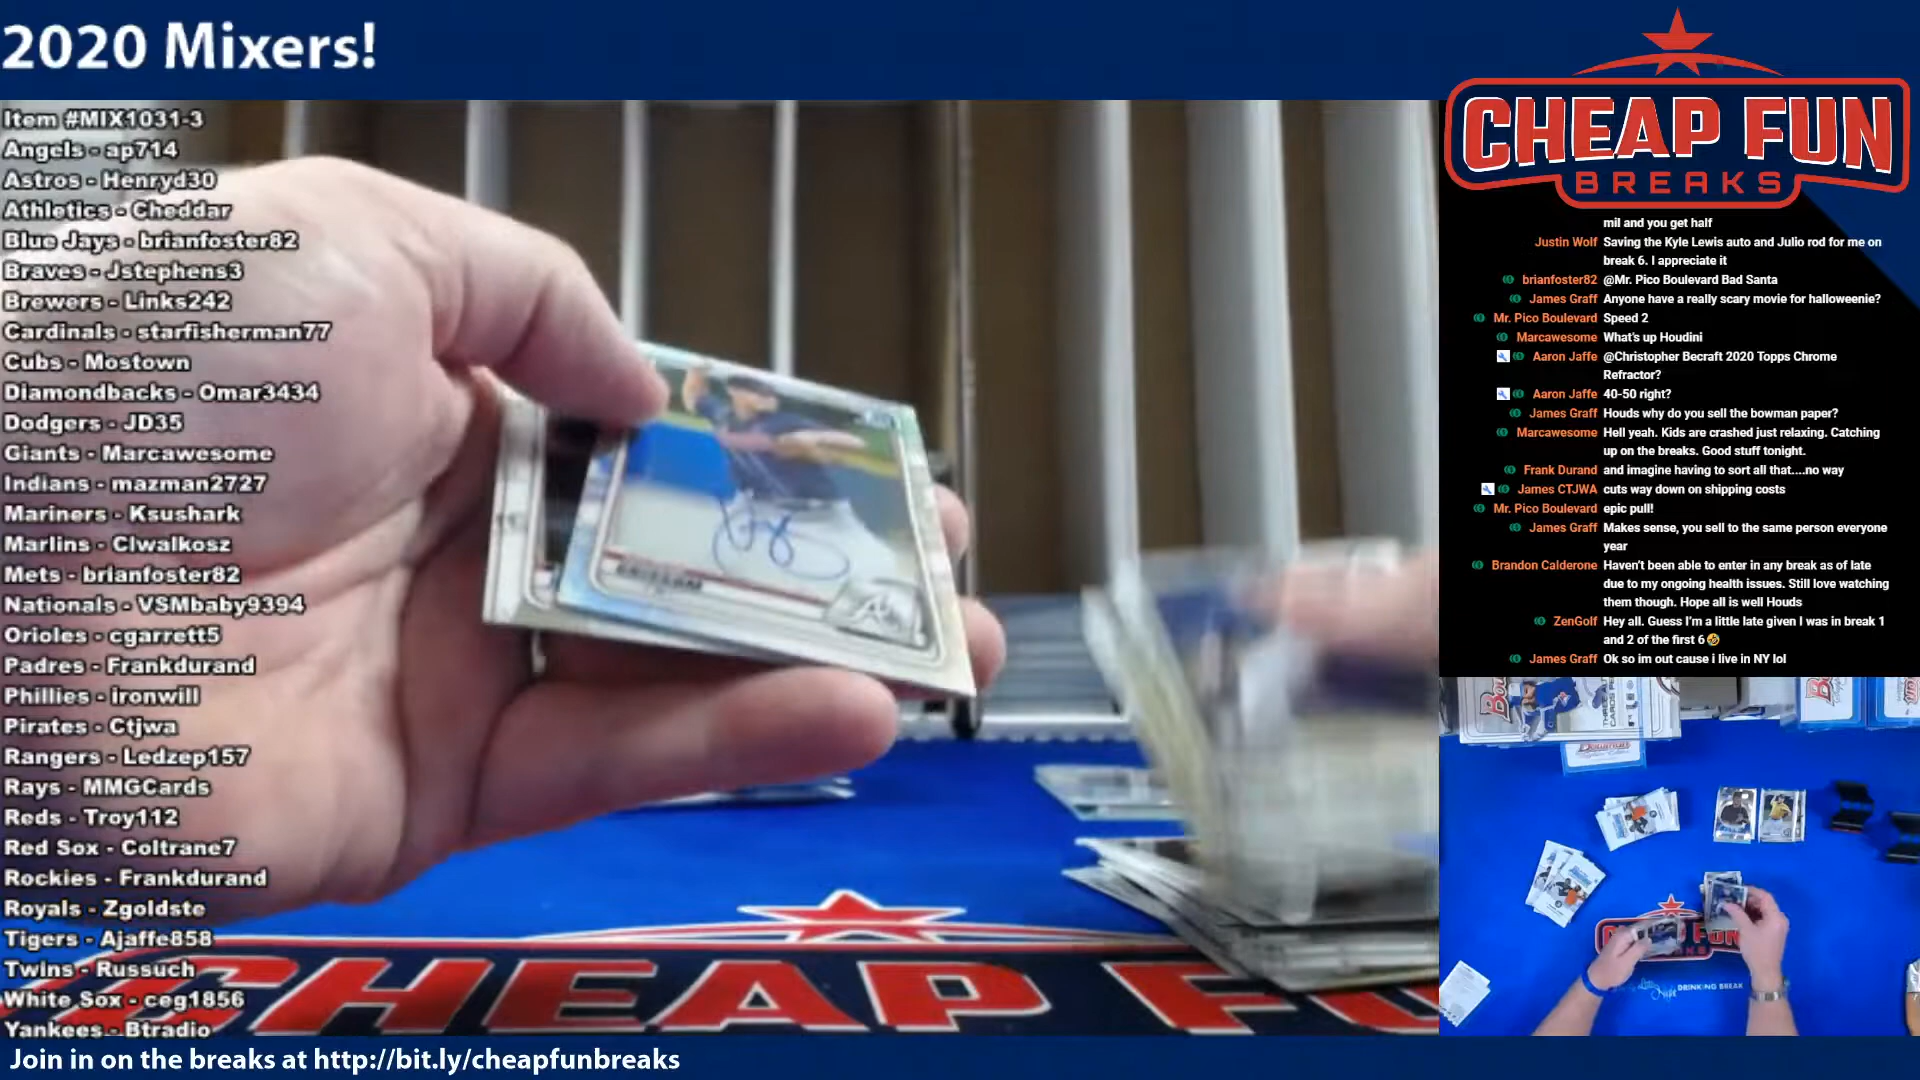 2020 Mixers!
Item #MIX1031-3
Angels - ap714
Astros - Henryd30
Athletics - Cheddar
Blue Jays - brianfoster82
Braves - Jstephens3
Brewers - Links242
Cardinals - starfisherman77
Cubs - Mostown
Diamondbacks - Omar3434
Dodgers - JD35
Giants - Marcawesome
Indians - mazman2727
Mariners - Ksushark
Marlins - Clwalkosz
Mets - brianfoster82
Nationals - VSMbaby9394
Orioles - cgarrett5
Padres - Frankdurand
Phillies - ironwill
Pirates - Ctjwa
Rangers - Ledzep157
Rays - MMGCards
Reds - Troy112
Red Sox - Coltrane7
Rockies - Frankdurand
Royals - Zgoldste
Tigers - Ajaffe858
Twins - Russuch
White Sox - ceg1856
Yankees - Btradio
Join in on the breaks at http://bit.ly/cheapfunbreaks
CHEAP FU
CHEAP FUN
BREAKS
mil and you get half
Justin Wolf Saving the Kyle Lewis auto and Julio rod for me on
break 6. I appreciate it
brianfoster82 @Mr. Pico Boulevard Bad Santa
James Graff Anyone have a really scary movie for halloweenie?
Mr. Pico Boulevard Speed 2
Marcawesome What's up Houdini
Aaron Jaffe @Christopher Becraft 2020 Topps Chrome
Refractor?
Aaron Jaffe 40-50 right?
James Graff Houds why do you sell the bowman paper?
Marcawesome Hell yeah. Kids are crashed just relaxing. Catching
up on the breaks. Good stuff tonight.
Frank Durand and imagine having to sort all that....no way
James CTJWA cuts way down on shipping costs
Mr. Pico Boulevard epic pull!
James Graff Makes sense, you sell to the same person everyone
year
Brandon Calderone Haven't been able to enter in any break as of late
due to my ongoing health issues. Still love watching
them though. Hope all is well Houds
ZenGolf Hey all. Guess I'm a little late given I was in break 1
and 2 of the first 6🤣
James Graff Ok so im out cause i live in NY lol
DRINKING BREAK